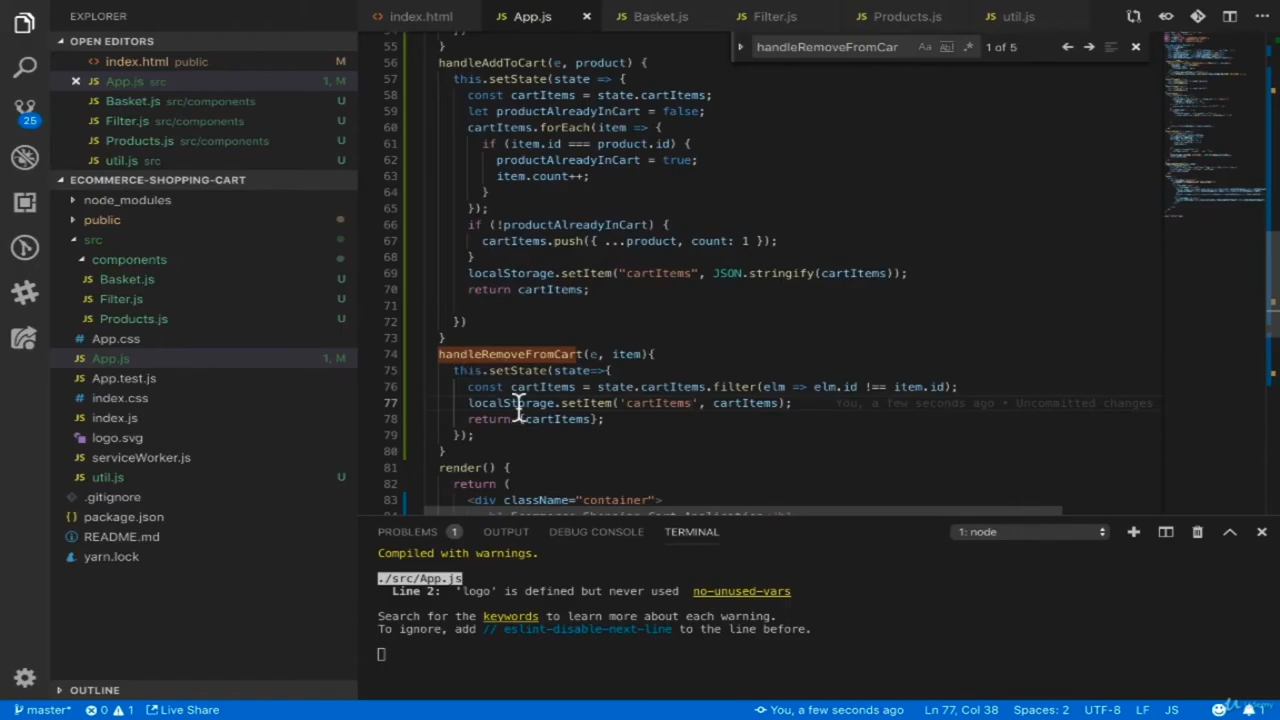 EXPLORER
index.html
App.js
Basket.js
Filter.js
Products.js
util.js
OPEN EDITORS
index.html public M
App.js src 1, M
Basket.js src/components U
Filter.js src/components U
Products.js src/components U
util.js src U
ECOMMERCE-SHOPPING-CART
node_modules
public
src
components
Basket.js U
Filter.js U
Products.js U
App.css
App.js 1, M
App.test.js
index.css
index.js
logo.svg
serviceWorker.js
util.js U
.gitignore
package.json
README.md
yarn.lock
OUTLINE
25
handleRemoveFromCar Aa Abl .* 1 of 5
55 }
56 handleAddToCart(e, product) {
57 this.setState(state => {
58 const cartItems = state.cartItems;
59 let productAlreadyInCart = false;
60 cartItems.forEach(item => {
61 if (item.id === product.id) {
62 productAlreadyInCart = true;
63 item.count++;
64 }
65 });
66 if (!productAlreadyInCart) {
67 cartItems.push({ ...product, count: 1 });
68 }
69 localStorage.setItem("cartItems", JSON.stringify(cartItems));
70 return cartItems;
71
72 })
73 }
74 handleRemoveFromCart(e, item){
75 this.setState(state=>{
76 const cartItems = state.cartItems.filter(elm => elm.id !== item.id);
77 localStorage.setItem('cartItems', cartItems); You, a few seconds ago • Uncommitted changes
78 return {cartItems};
79 });
80 }
81 render() {
82 return (
83 <div className="container">
PROBLEMS 1 OUTPUT DEBUG CONSOLE TERMINAL 1: node
Compiled with warnings.
./src/App.js
Line 2: 'logo' is defined but never used no-unused-vars
Search for the keywords to learn more about each warning.
To ignore, add // eslint-disable-next-line to the line before.
master* 0 1 Live Share You, a few seconds ago Ln 77, Col 38 Spaces: 2 UTF-8 LF JS 1